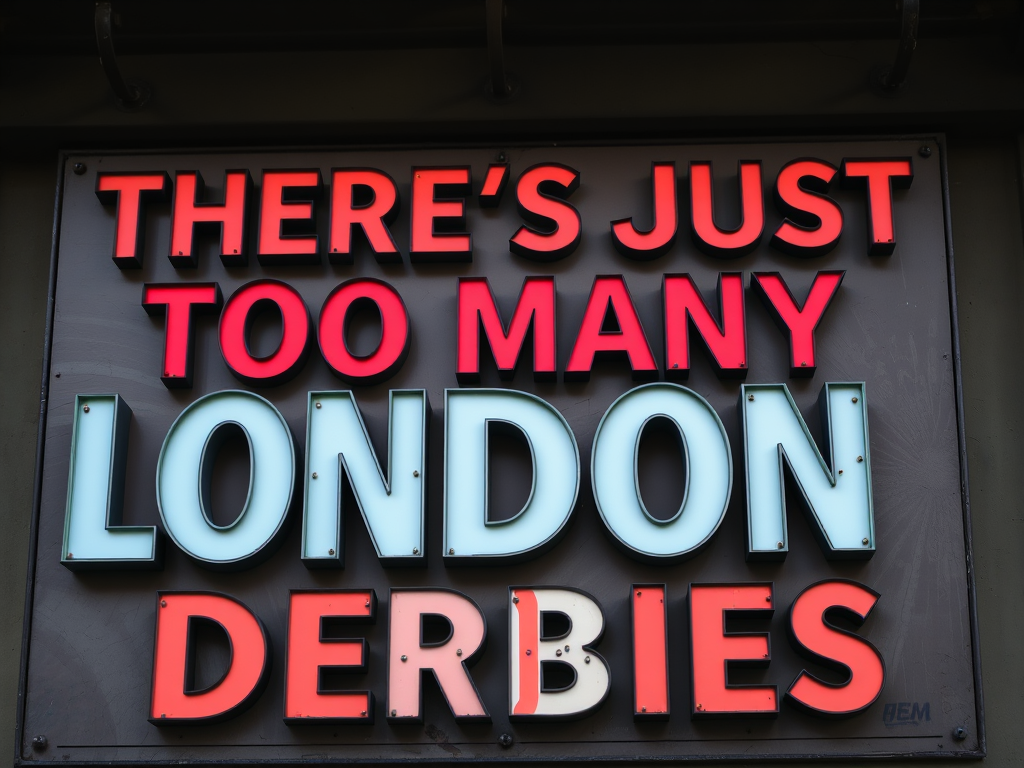 THERE'S JUST
TOO MANY
LONDON
DERBIES